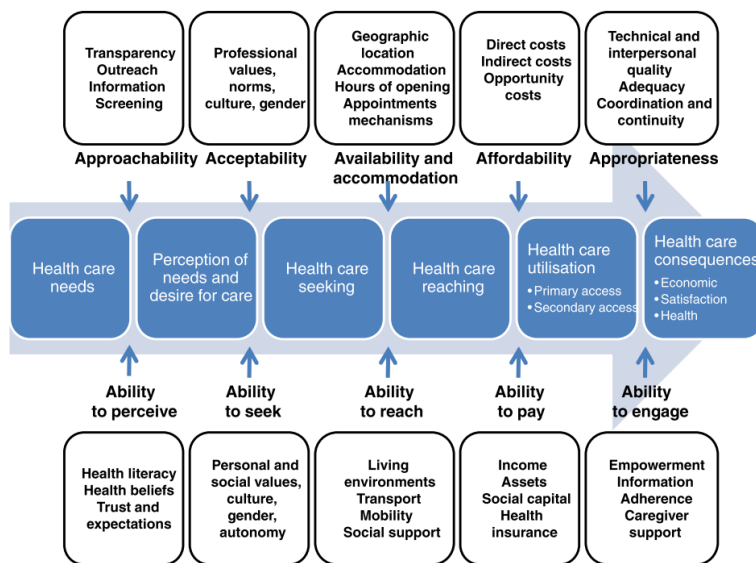 Transparency
Outreach
Information
Screening
Professional
values,
norms,
culture, gender
Geographic
location
Accommodation
Hours of opening
Appointments
mechanisms
Direct costs
Indirect costs
Opportunity
costs
Technical and
interpersonal
quality
Adequacy
Coordination and
continuity
Approachability
Acceptability
Availability and
accommodation
Affordability
Appropriateness
Health care
needs
Perception of
needs and
desire for care
Health care
seeking
Health care
reaching
Health care
utilisation
•Primary access
•Secondary access
Health care
consequences
•Economic
•Satisfaction
•Health
Ability
to perceive
Ability
to seek
Ability
to reach
Ability
to pay
Ability
to engage
Health literacy
Health beliefs
Trust and
expectations
Personal and
social values,
culture,
gender,
autonomy
Living
environments
Transport
Mobility
Social support
Income
Assets
Social capital
Health
insurance
Empowerment
Information
Adherence
Caregiver
support